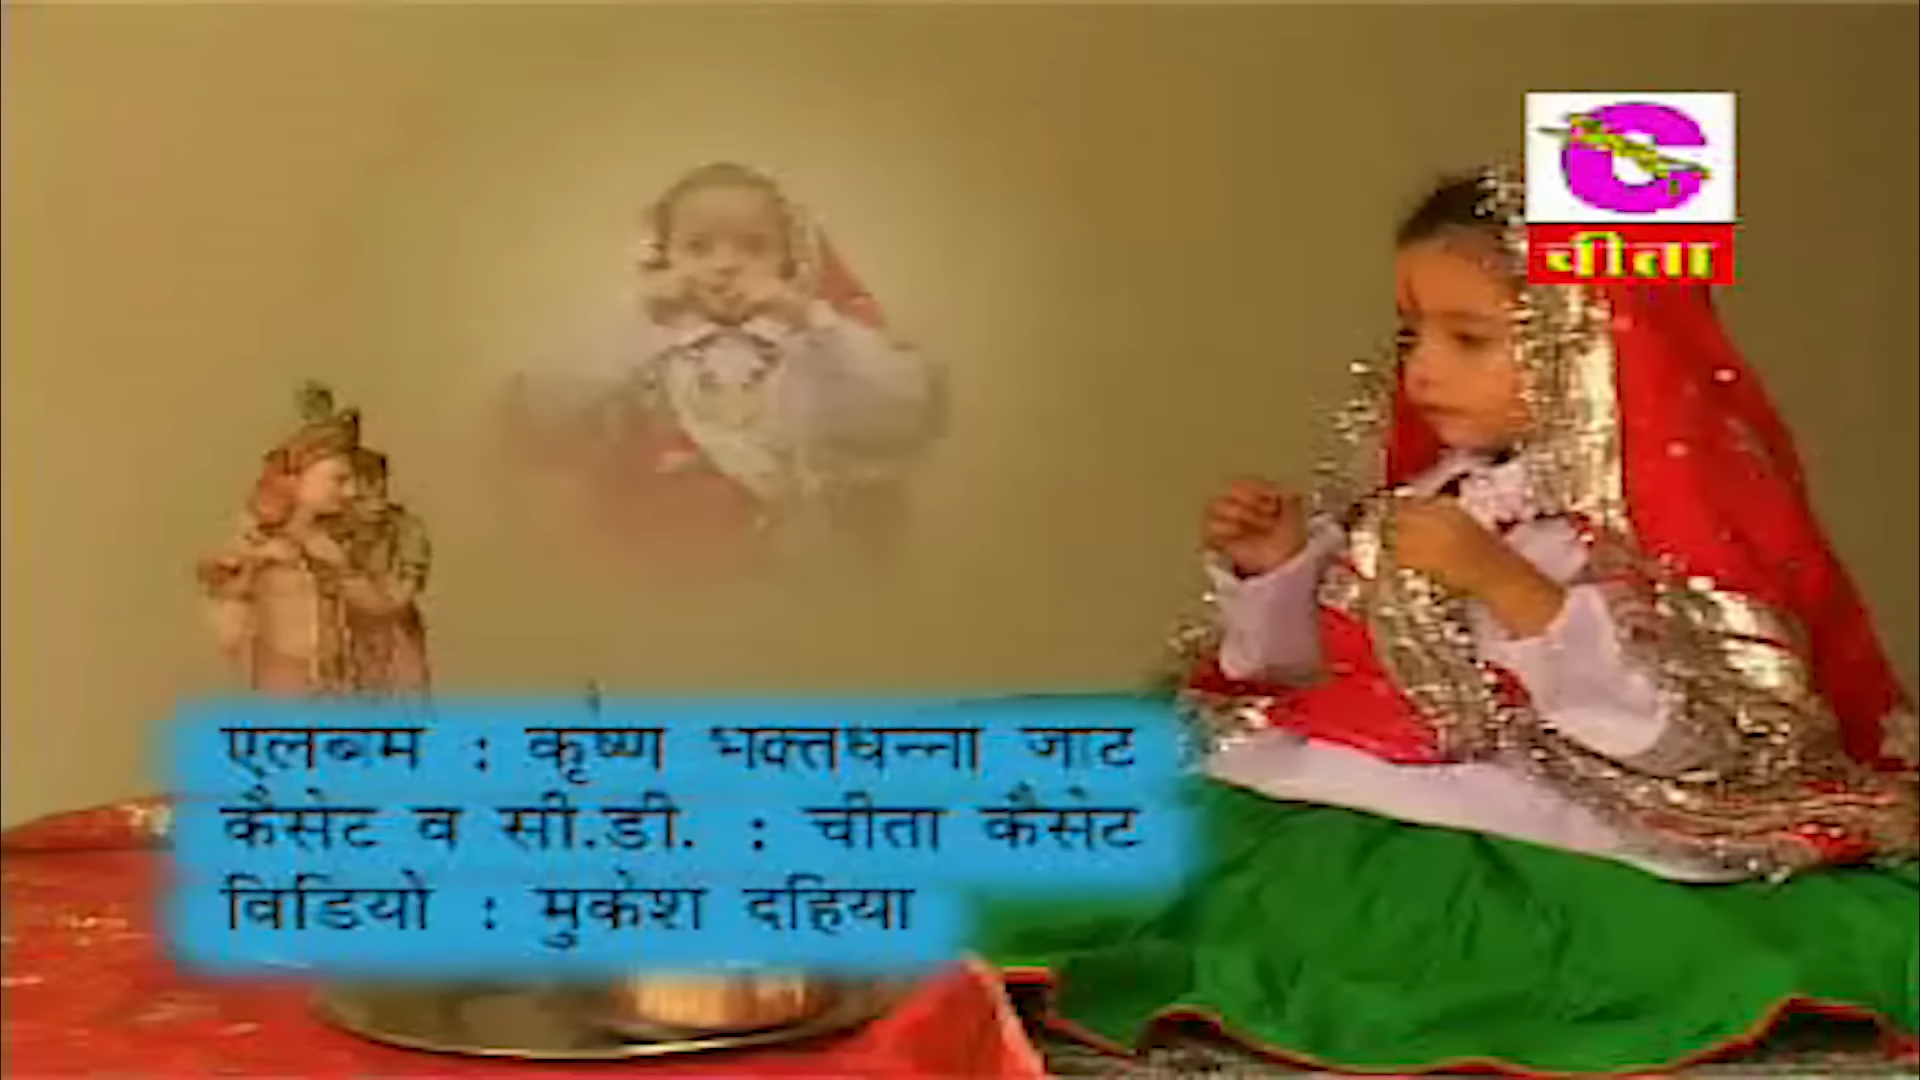 चीता
एलबम : कृष्ण भक्तधन्ना जाट
कैसेट व सी.डी. : चीता कैसेट
विडियो : मुकेश दहिया